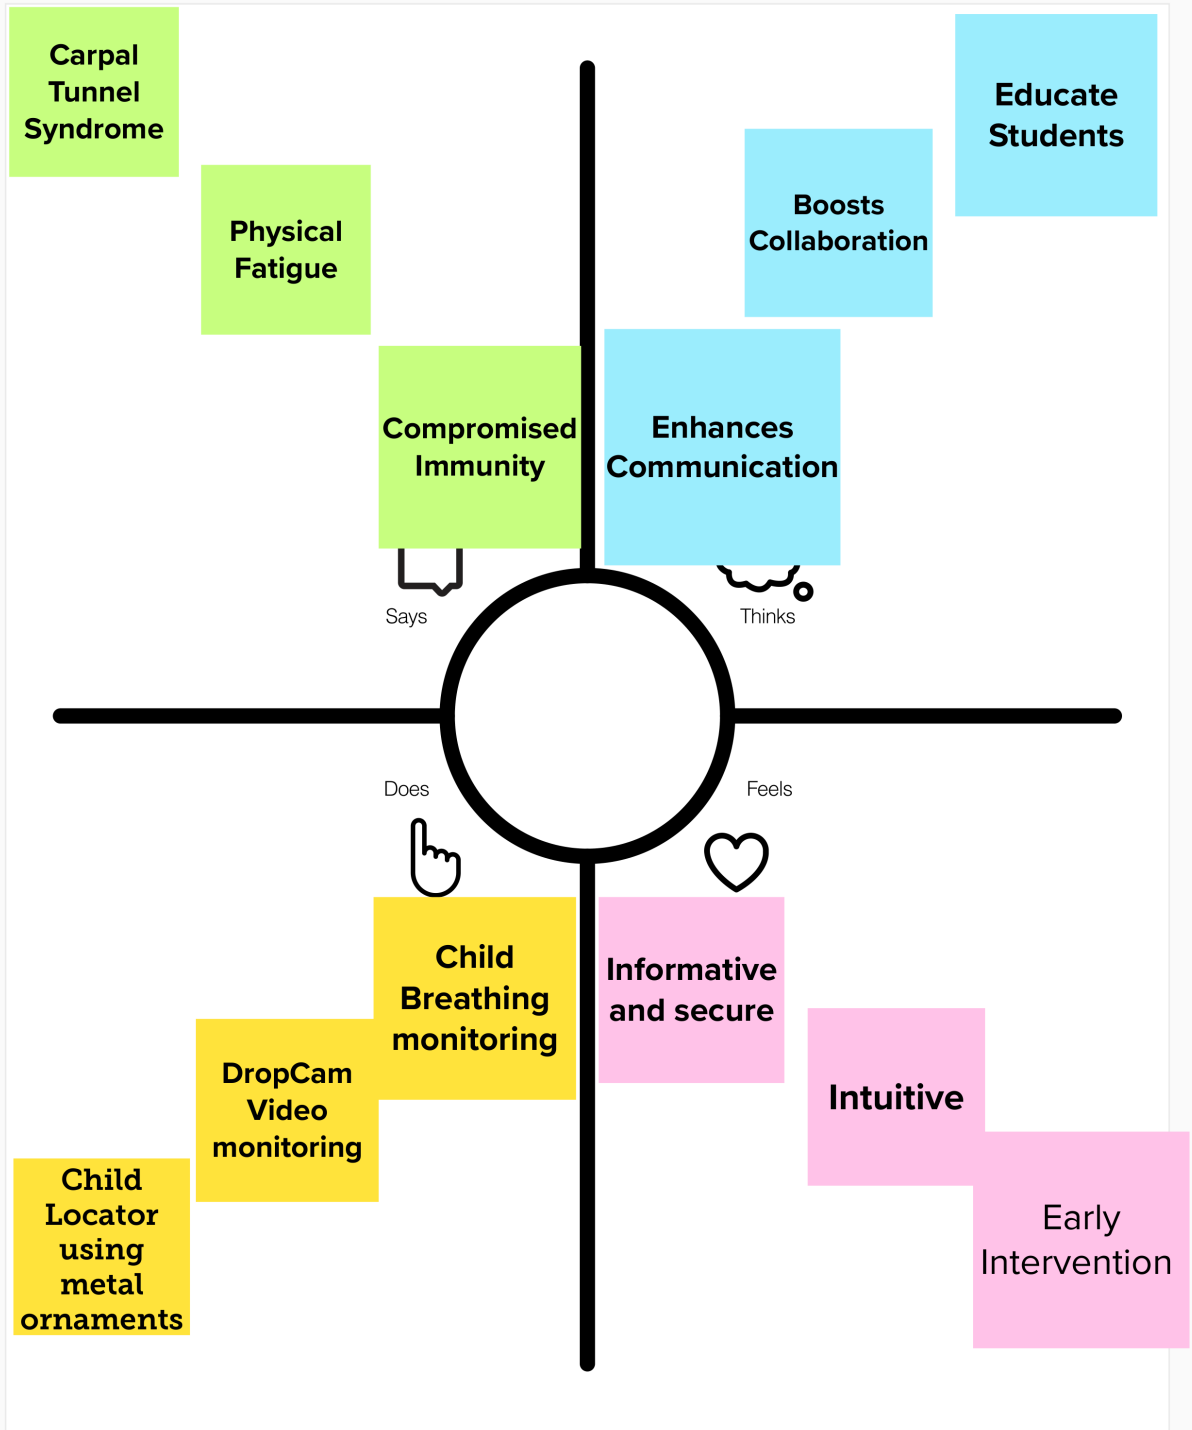 Carpal
Tunnel
Syndrome
Physical
Fatigue
Compromised
Immunity
Says
Educate
Students
Boosts
Collaboration
Enhances
Communication
Thinks
Does
Child
Breathing
monitoring
DropCam
Video
monitoring
Child
Locator
using
metal
ornaments
Feels
Informative
and secure
Intuitive
Early
Intervention